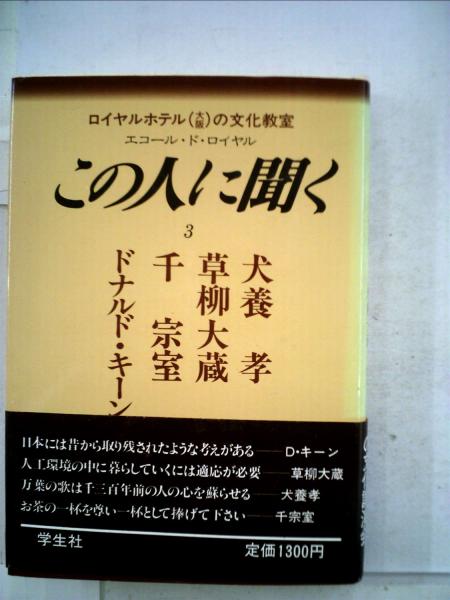 ロイヤルホテル(大阪)の文化教室
エコール・ド・ロイヤル
この人に聞く
3
犬養 孝
草柳大蔵
千 宗室
ドナルド・キーン
日本には昔から取り残されたような考えがある──D・キーン
人工環境の中に暮らしていくには適応が必要──草柳大蔵
万葉の歌は千三百年前の人の心を蘇らせる──犬養孝
お茶の一杯を尊い一杯として捧げて下さい──千宗室
学生社
定価1300円